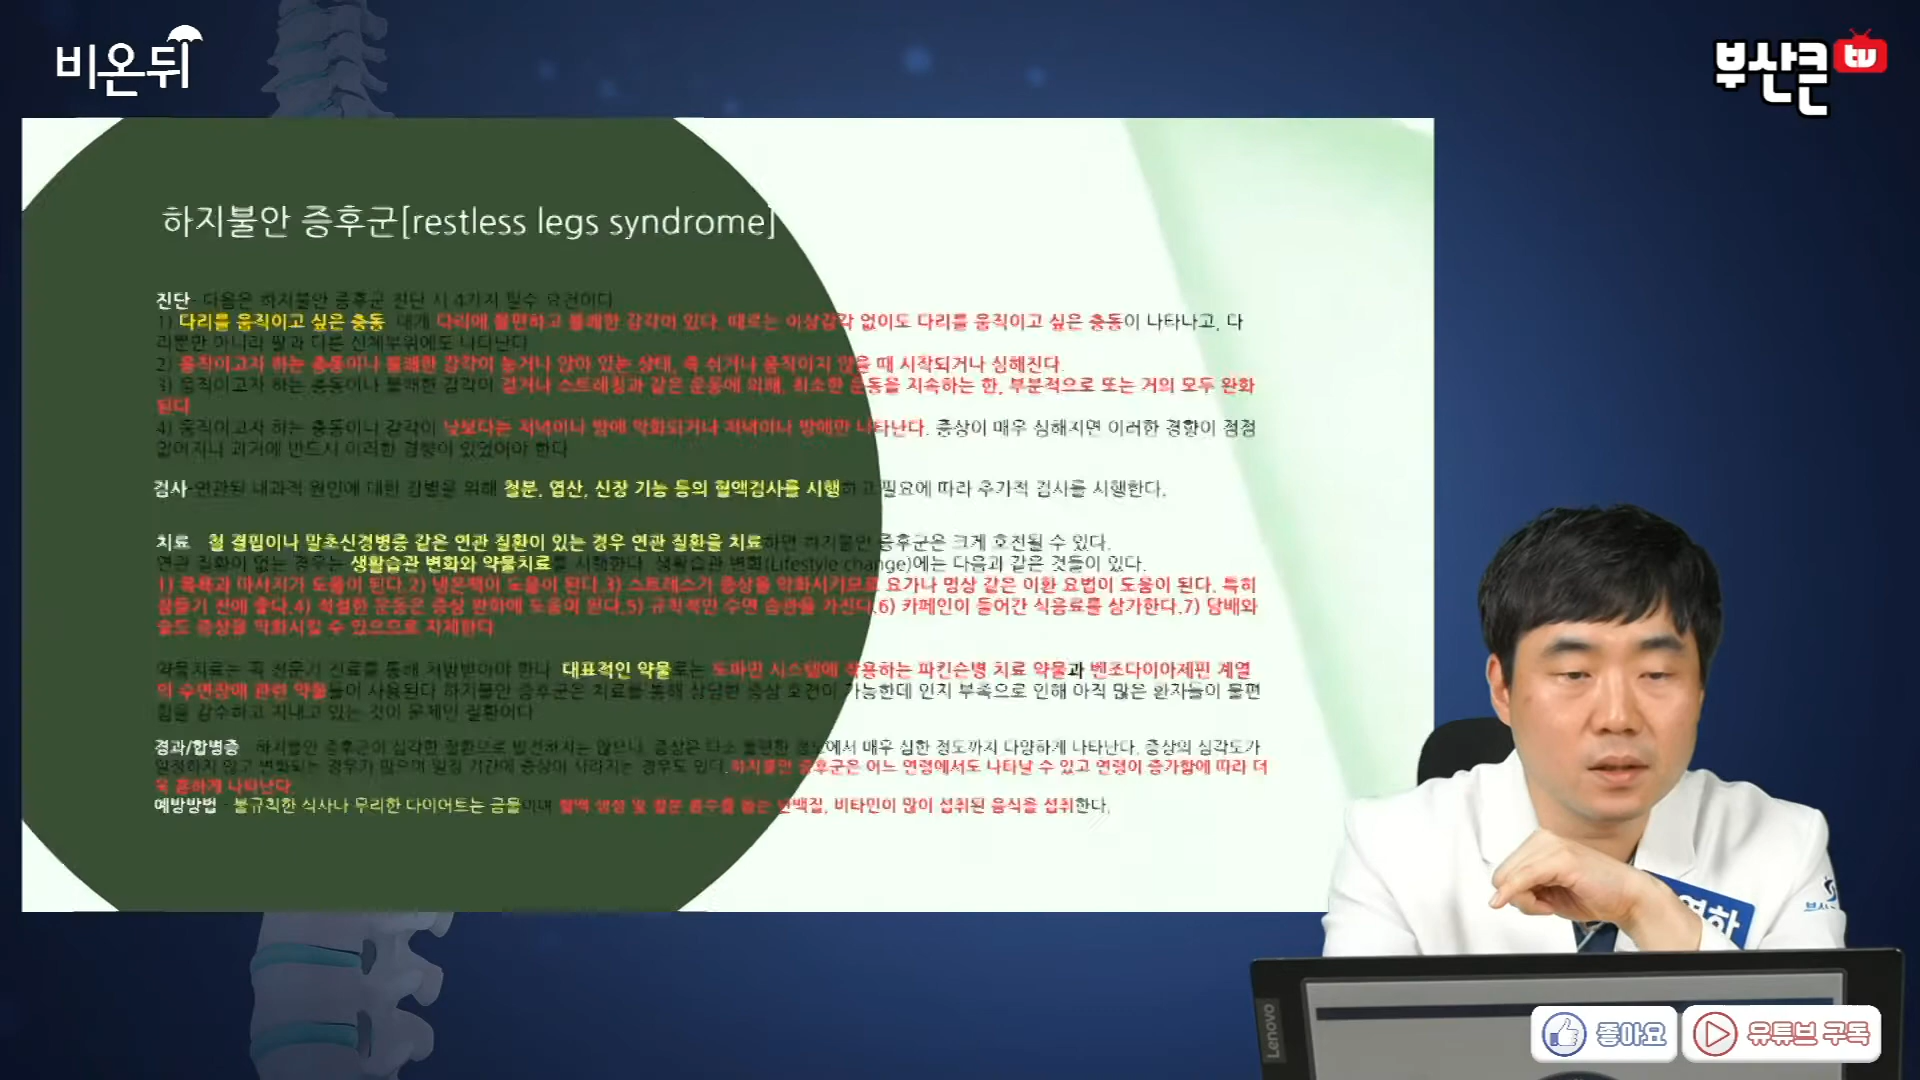 비온뒤
부산큰 tv
하지불안 증후군[restless legs syndrome]
진단 - 다음은 하지불안 증후군 진단 시 4가지 필수 요건이다
1) 다리를 움직이고 싶은 충동 대개 다리에 불편하고 불쾌한 감각이 있다. 때로는 이상감각 없이도 다리를 움직이고 싶은 충동이 나타나고, 다
리뿐만 아니라 팔과 다른 신체부위에도 나타난다
2) 움직이고자 하는 충동이나 불쾌한 감각이 눕거나 앉아 있는 상태, 즉 쉬거나 움직이지 않을 때 시작되거나 심해진다.
3) 움직이고자 하는 충동이나 불쾌한 감각이 걷거나 스트레칭과 같은 운동에 의해, 최소한 운동을 지속하는 한, 부분적으로 또는 거의 모두 완화
된다
4) 움직이고자 하는 충동이나 감각이 낮보다는 저녁이나 밤에 악화되거나 저녁이나 밤에만 나타난다. 증상이 매우 심해지면 이러한 경향이 점점
없어지나 과거에 반드시 이러한 경향이 있었어야 한다
검사-연관된 내과적 원인에 대한 감별을 위해 철분, 엽산, 신장 기능 등의 혈액검사를 시행하고 필요에 따라 추가적 검사를 시행한다.
치료 철 결핍이나 말초신경병증 같은 연관 질환이 있는 경우 연관 질환을 치료하면 하지불안 증후군은 크게 호전될 수 있다.
연관 질환이 없는 경우는 생활습관 변화와 약물치료를 시행한다. 생활습관 변화(Lifestyle change)에는 다음과 같은 것들이 있다.
1) 목욕과 마사지가 도움이 된다.2) 냉온팩이 도움이 된다.3) 스트레스가 증상을 악화시키므로 요가나 명상 같은 이완 요법이 도움이 된다. 특히
잠들기 전에 좋다.4) 적절한 운동은 증상 완화에 도움이 된다.5) 규칙적인 수면 습관을 가진다.6) 카페인이 들어간 식음료를 삼가한다.7) 담배와
술도 증상을 악화시킬 수 있으므로 자제한다
약물치료는 꼭 전문가 진료를 통해 처방받아야 한다 대표적인 약물로는 도파민 시스템에 작용하는 파킨슨병 치료 약물과 벤조다이아제핀 계열
의 수면장애 관련 약물들이 사용된다 하지불안 증후군은 치료를 통해 상당한 증상 호전이 가능한데 인지 부족으로 인해 아직 많은 환자들이 불편
함을 감수하고 지내고 있는 것이 문제인 질환이다
경과/합병증 하지불안 증후군이 심각한 질환으로 발전하지는 않으나, 증상은 다소 불편한 정도에서 매우 심한 정도까지 다양하게 나타난다. 증상의 심각도가
일정하지 않고 변화되는 경우가 많으며 일정 기간에 증상이 사라지는 경우도 있다.하지불안 증후군은 어느 연령에서도 나타날 수 있고 연령이 증가함에 따라 더
욱 흔하게 나타난다.
예방방법 - 불규칙한 식사나 무리한 다이어트는 금물이며 혈액 생성 및 철분 흡수를 돕는 단백질, 비타민이 많이 섭취된 음식을 섭취한다.
Lenovo
좋아요
유튜브 구독